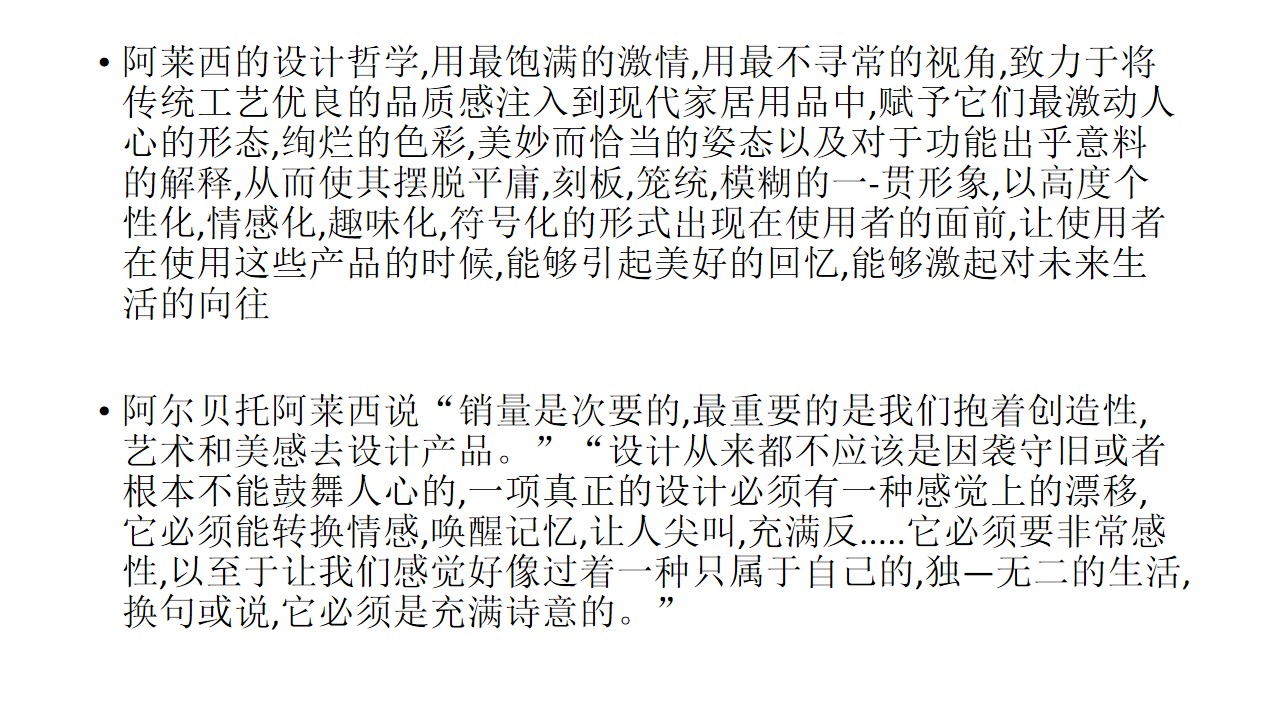 • 阿莱西的设计哲学,用最饱满的激情,用最不寻常的视角,致力于将
传统工艺优良的品质感注入到现代家居用品中,赋予它们最激动人
心的形态,绚烂的色彩,美妙而恰当的姿态以及对于功能出乎意料
的解释,从而使其摆脱平庸,刻板,笼统,模糊的一-贯形象,以高度个
性化,情感化,趣味化,符号化的形式出现在使用者的面前,让使用者
在使用这些产品的时候,能够引起美好的回忆,能够激起对未来生
活的向往
• 阿尔贝托阿莱西说“销量是次要的,最重要的是我们抱着创造性,
艺术和美感去设计产品。”“设计从来都不应该是因袭守旧或者
根本不能鼓舞人心的,一项真正的设计必须有一种感觉上的漂移,
它必须能转换情感,唤醒记忆,让人尖叫,充满反.....它必须要非常感
性,以至于让我们感觉好像过着一种只属于自己的,独—无二的生活,
换句或说,它必须是充满诗意的。”